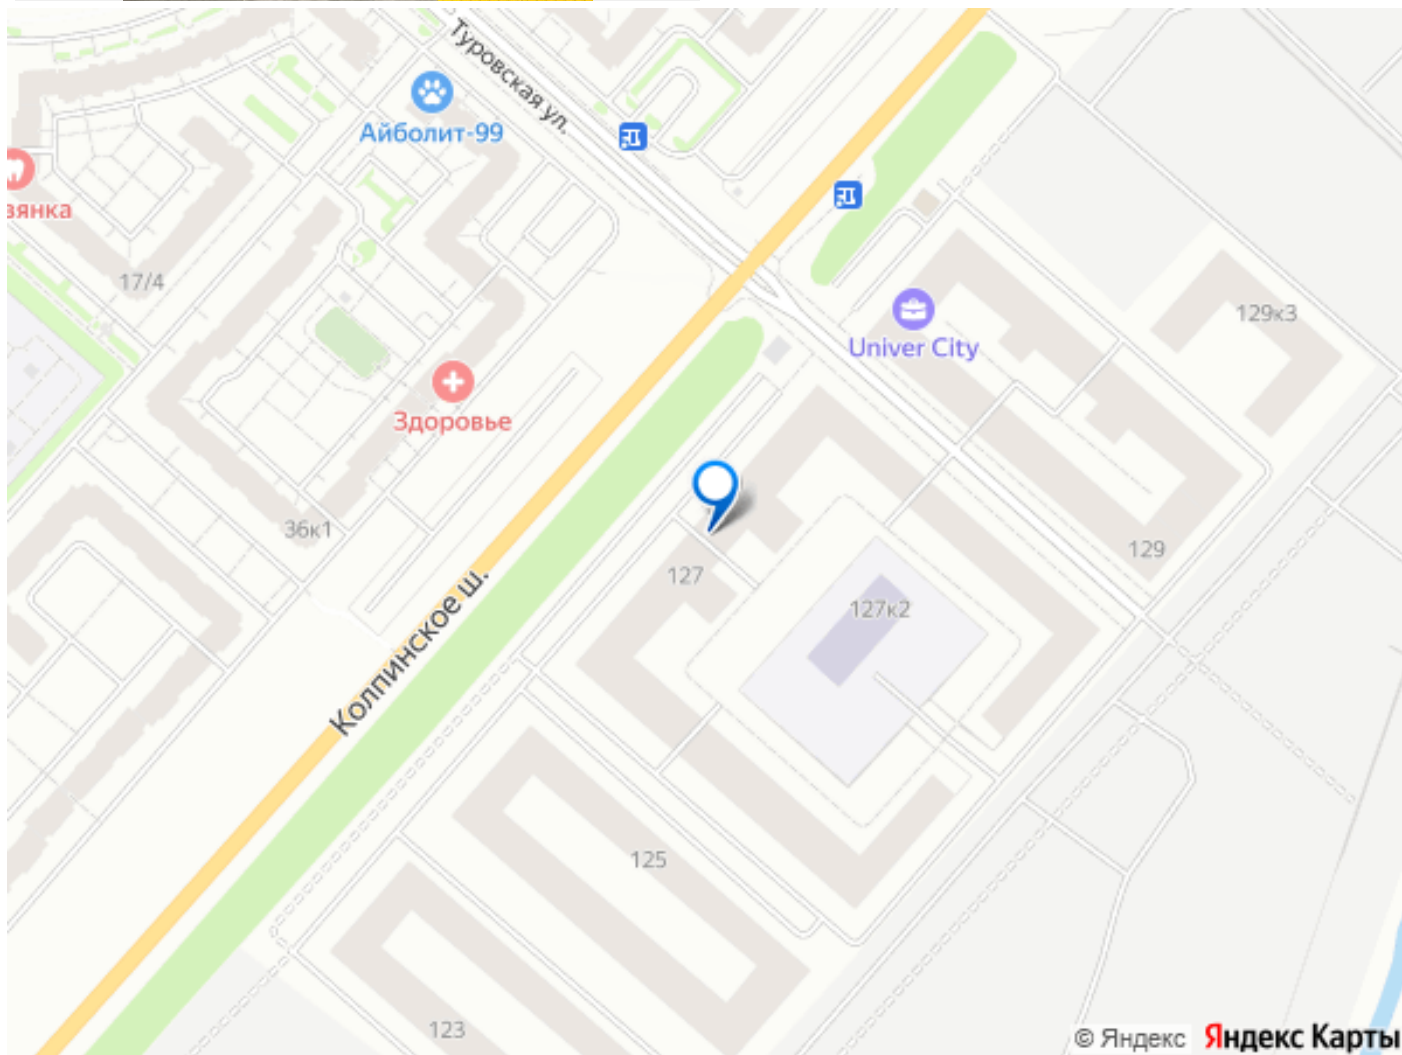 Туровская ул.
Айболит-99
вянка
17/4
129к3
Univer City
Здоровье
36к1
129
127
127к2
Колпинское ш.
125
123
© Яндекс Яндекс Карты